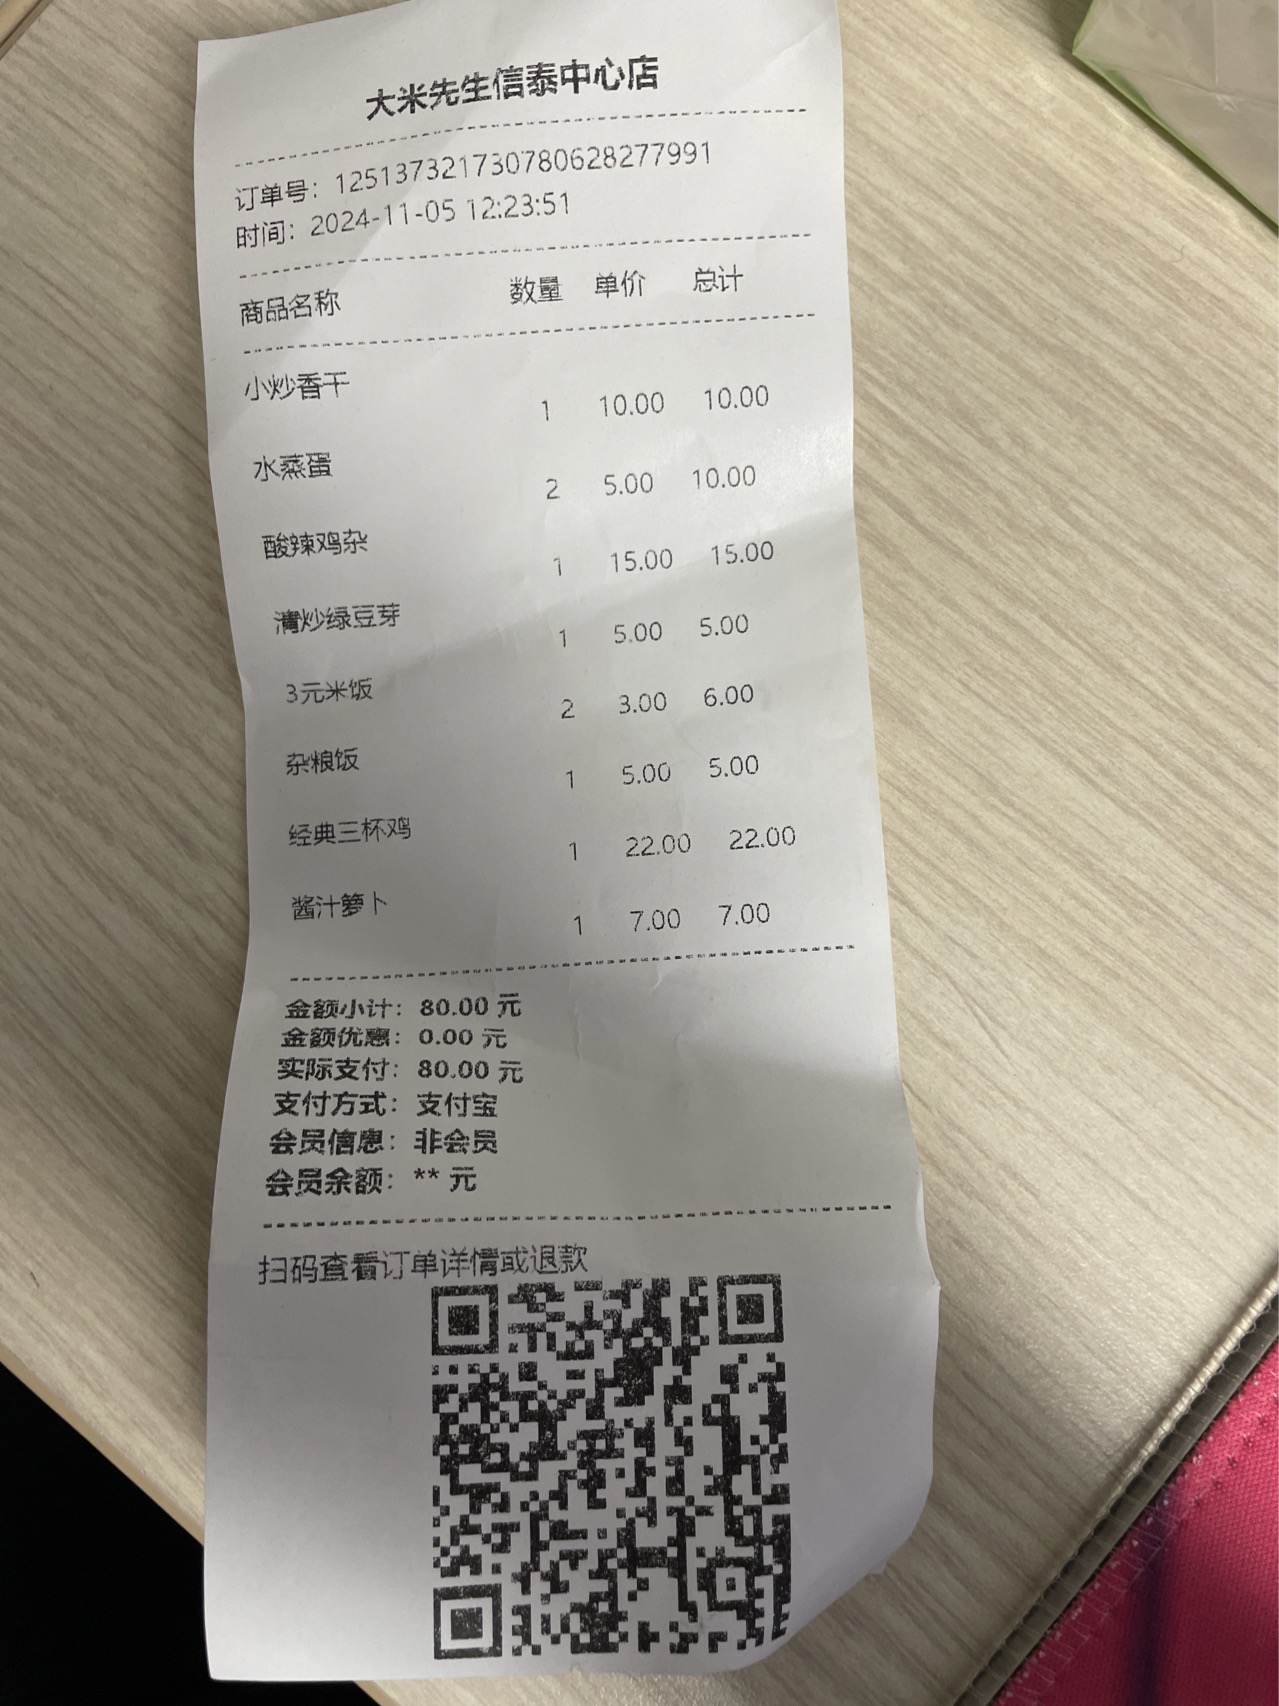 大米先生信泰中心店
订单号：1251373217307806282​77991
时间：2024-11-05 12:23:51
商品名称 数量 单价 总计
小炒香干 1 10.00 10.00
水蒸蛋 2 5.00 10.00
酸辣鸡杂 1 15.00 15.00
清炒绿豆芽 1 5.00 5.00
3元米饭 2 3.00 6.00
杂粮饭 1 5.00 5.00
经典三杯鸡 1 22.00 22.00
酱汁萝卜 1 7.00 7.00
金额小计：80.00 元
金额优惠：0.00 元
实际支付：80.00 元
支付方式：支付宝
会员信息：非会员
会员余额：** 元
扫码查看订单详情或退款